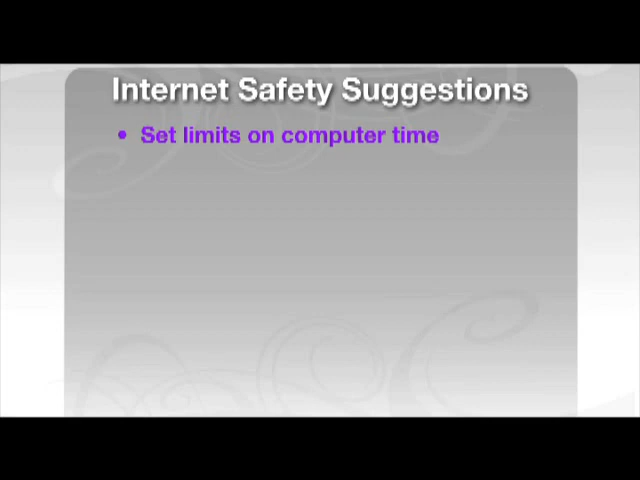 Internet Safety Suggestions
• Set limits on computer time